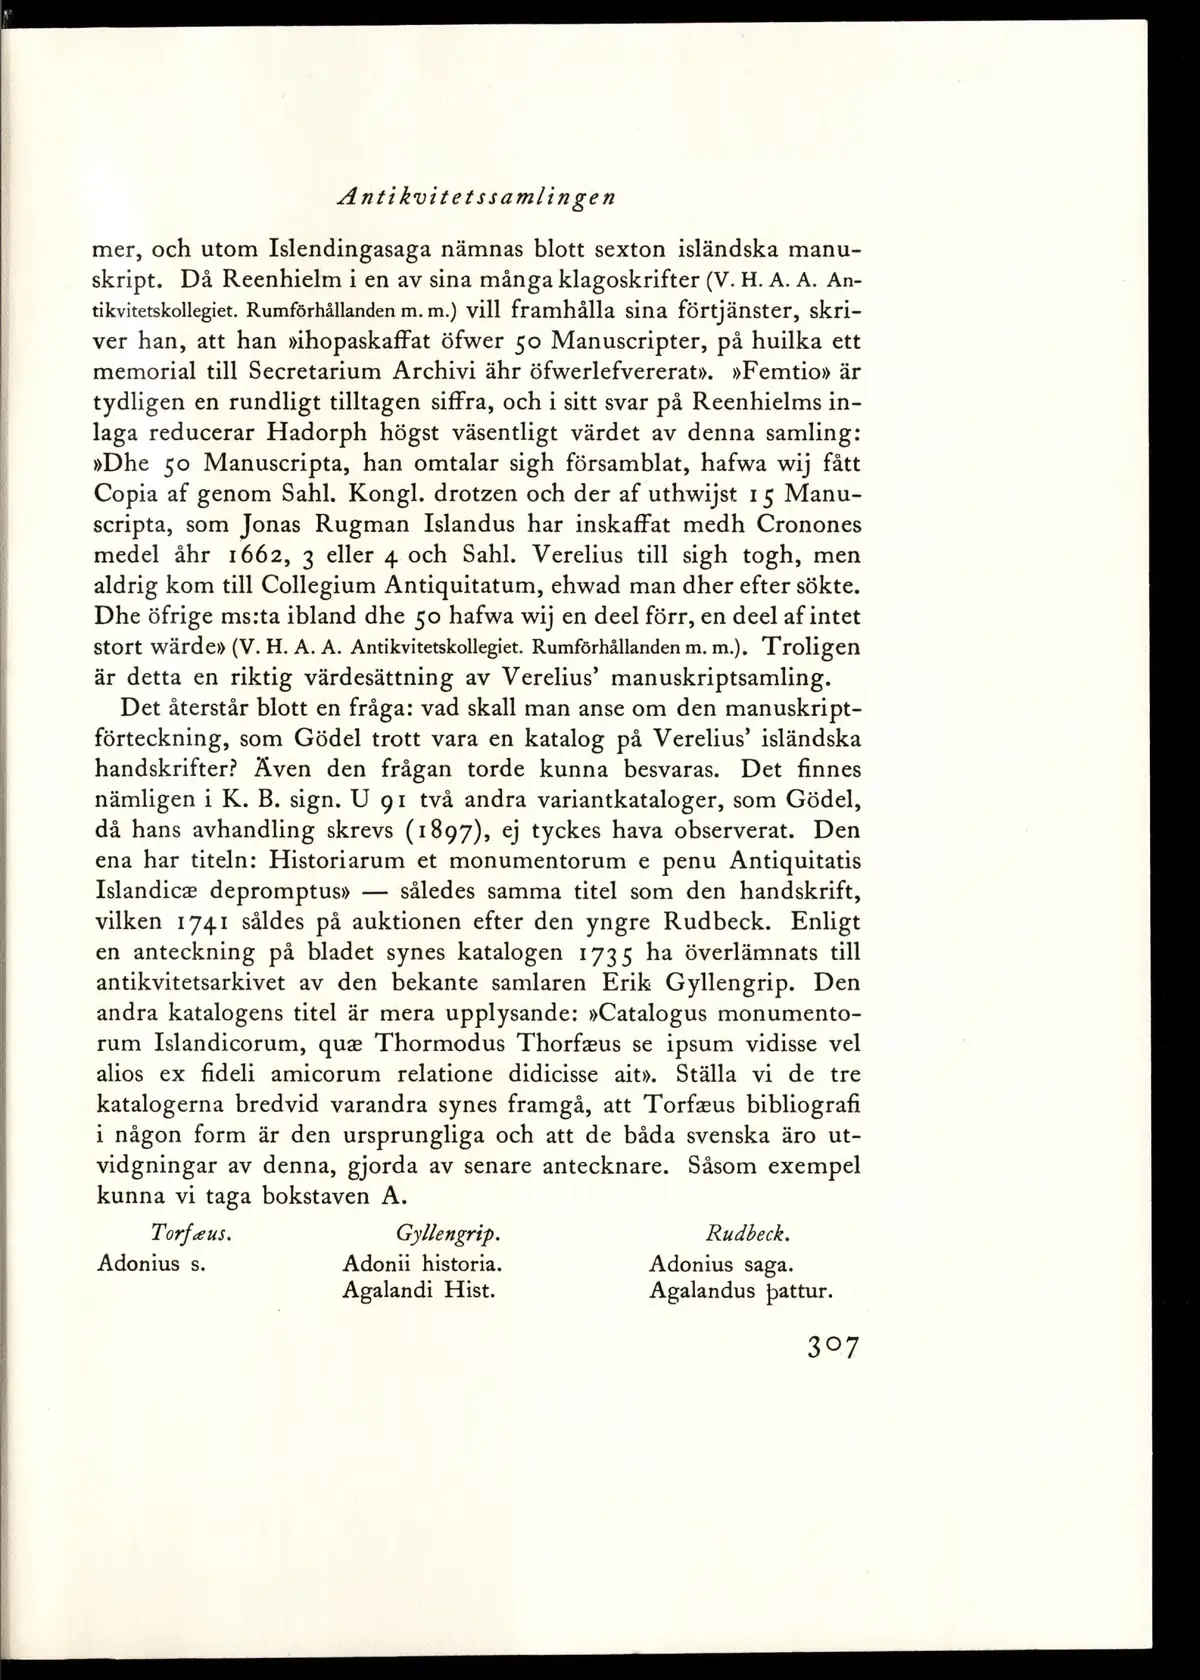 Antikvitetssamlingen
mer, och utom Islendingasaga nämnas blott sexton isländska manu-
skript. Då Reenhielm i en av sina många klagoskrifter (V. H. A. A. An-
tikvitetskollegiet. Rumförhållanden m. m.) vill framhålla sina förtjänster, skri-
ver han, att han »ihopaskaffat öfwer 50 Manuscripter, på huilka ett
memorial till Secretarium Archivi ähr öfwerlefvererat». »Femtio» är
tydligen en rundligt tilltagen siffra, och i sitt svar på Reenhielms in-
laga reducerar Hadorph högst väsentligt värdet av denna samling:
»Dhe 50 Manuscripta, han omtalar sigh församblat, hafwa wij fått
Copia af genom Sahl. Kongl. drotzen och der af uthwijst 15 Manu-
scripta, som Jonas Rugman Islandus har inskaffat medh Cronones
medel åhr 1662, 3 eller 4 och Sahl. Verelius till sigh togh, men
aldrig kom till Collegium Antiquitatum, ehwad man dher efter sökte.
Dhe öfrige ms:ta ibland dhe 50 hafwa wij en deel förr, en deel af intet
stort wärde» (V. H. A. A. Antikvitetskollegiet. Rumförhållanden m. m.). Troligen
är detta en riktig värdesättning av Verelius’ manuskriptsamling.
Det återstår blott en fråga: vad skall man anse om den manuskript-
förteckning, som Gödel trott vara en katalog på Verelius’ isländska
handskrifter? Även den frågan torde kunna besvaras. Det finnes
nämligen i K. B. sign. U 91 två andra variantkataloger, som Gödel,
då hans avhandling skrevs (1897), ej tyckes hava observerat. Den
ena har titeln: Historiarum et monumentorum e penu Antiquitatis
Islandicæ depromptus» — således samma titel som den handskrift,
vilken 1741 såldes på auktionen efter den yngre Rudbeck. Enligt
en anteckning på bladet synes katalogen 1735 ha överlämnats till
antikvitetsarkivet av den bekante samlaren Erik Gyllengrip. Den
andra katalogens titel är mera upplysande: »Catalogus monumento-
rum Islandicorum, quæ Thormodus Thorfæus se ipsum vidisse vel
alios ex fideli amicorum relatione didicisse ait». Ställa vi de tre
katalogerna bredvid varandra synes framgå, att Torfæus bibliografi
i någon form är den ursprungliga och att de båda svenska äro ut-
vidgningar av denna, gjorda av senare antecknare. Såsom exempel
kunna vi taga bokstaven A.
Torfæus. Gyllengrip. Rudbeck.
Adonius s. Adonii historia. Adonius saga.
Agalandi Hist. Agalandus þattur.
307